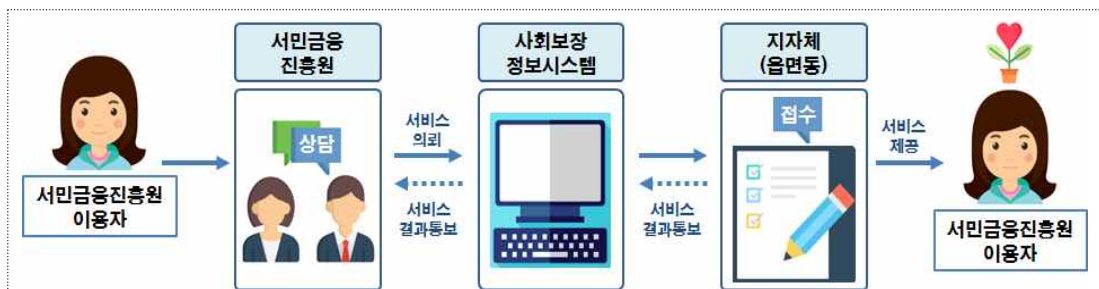 서민금융진흥원
이용자
서민금융
진흥원
상담
서비스
의뢰
서비스
결과통보
사회보장
정보시스템
서비스
결과통보
지자체
(읍면동)
접수
서비스
제공
서민금융진흥원
이용자